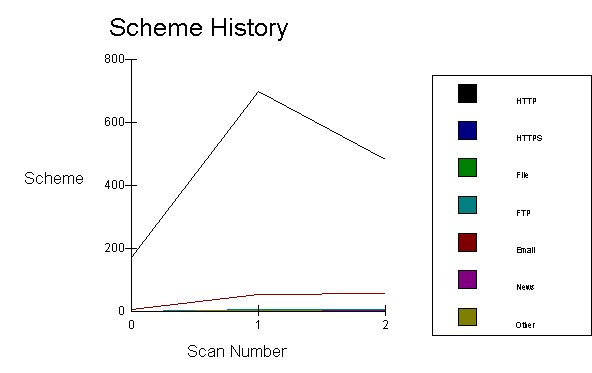 Scheme History
800
600
400
200
0
Scheme
0 1 2
Scan Number
HTTP
HTTPS
File
FTP
Email
News
Other